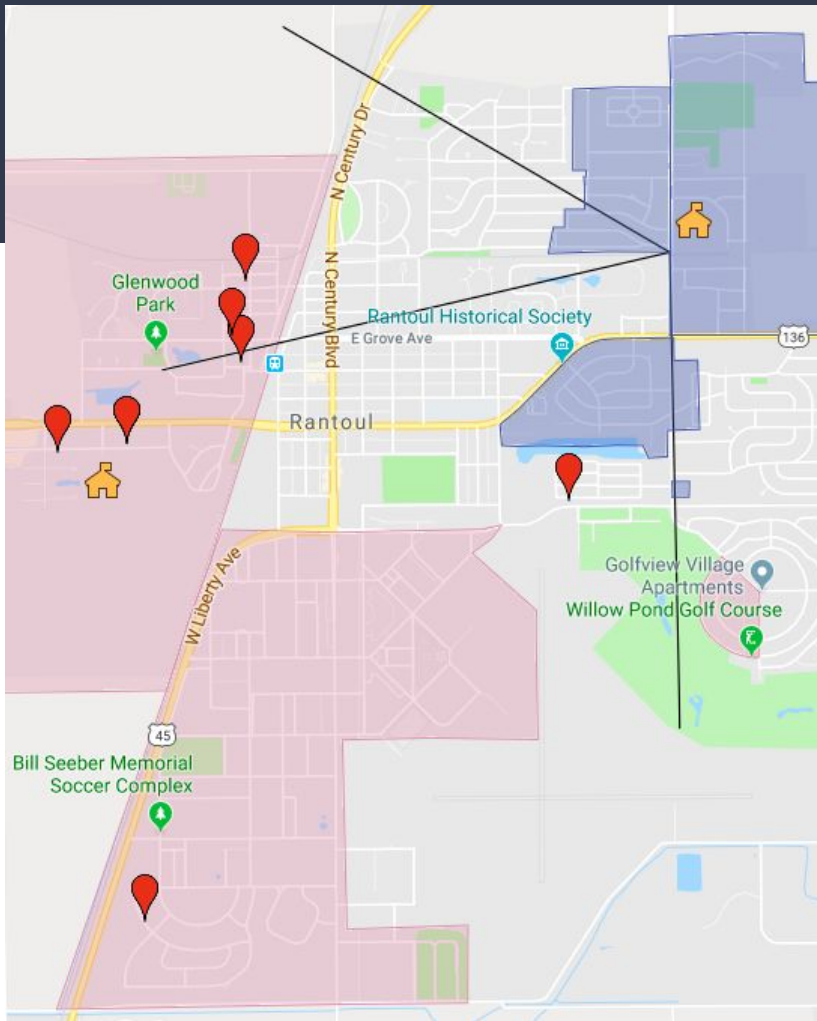 N Century Dr
N Century Blvd
Glenwood
Park
Rantoul Historical Society
E Grove Ave
136
Rantoul
W Liberty Ave
Golfview Village
Apartments
Willow Pond Golf Course
45
Bill Seeber Memorial
Soccer Complex